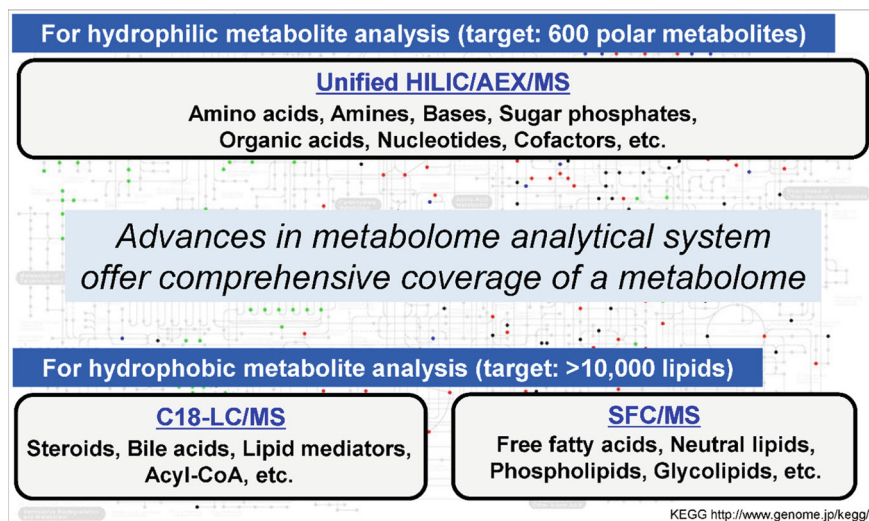 For hydrophilic metabolite analysis (target: 600 polar metabolites)
Unified HILIC/AEX/MS
Amino acids, Amines, Bases, Sugar phosphates,
Organic acids, Nucleotides, Cofactors, etc.
Advances in metabolome analytical system
offer comprehensive coverage of a metabolome
For hydrophobic metabolite analysis (target: >10,000 lipids)
C18-LC/MS
Steroids, Bile acids, Lipid mediators,
Acyl-CoA, etc.
SFC/MS
Free fatty acids, Neutral lipids,
Phospholipids, Glycolipids, etc.
KEGG http://www.genome.jp/kegg/